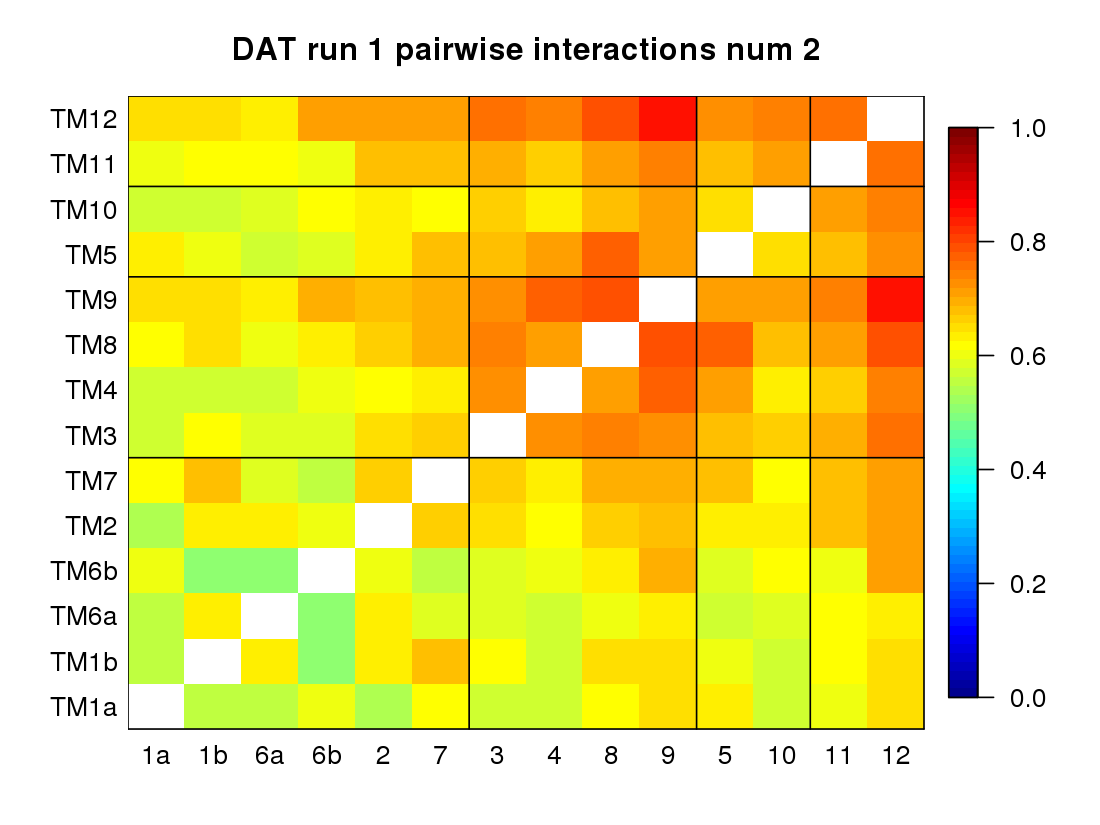 DAT run 1 pairwise interactions num 2
TM12
TM11
TM10
TM5
TM9
TM8
TM4
TM3
TM7
TM2
TM6b
TM6a
TM1b
TM1a
1a 1b 6a 6b 2 7 3 4 8 9 5 10 11 12
1.0
0.8
0.6
0.4
0.2
0.0